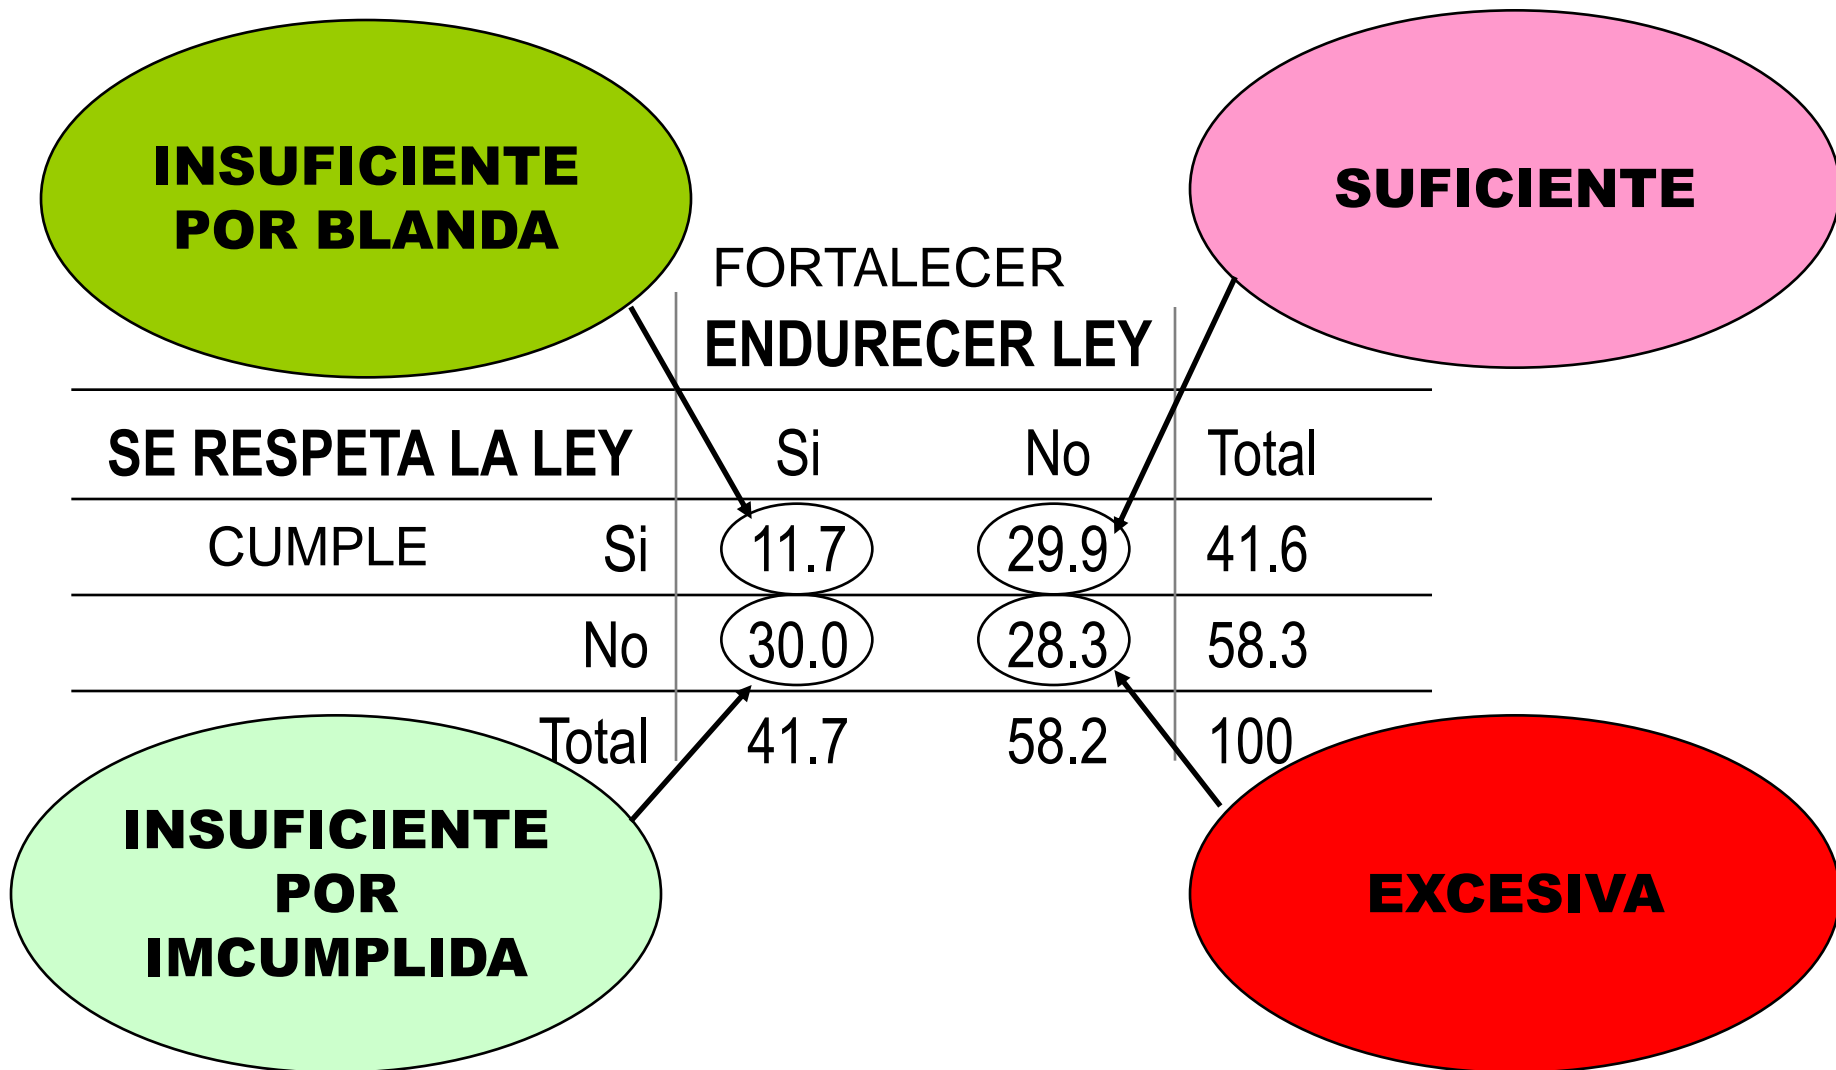 INSUFICIENTE
POR BLANDA
SUFICIENTE
FORTALECER
ENDURECER LEY
SE RESPETA LA LEY Si No Total
CUMPLE Si 11.7 29.9 41.6
No 30.0 28.3 58.3
Total 41.7 58.2 100
INSUFICIENTE
POR
IMCUMPLIDA
EXCESIVA